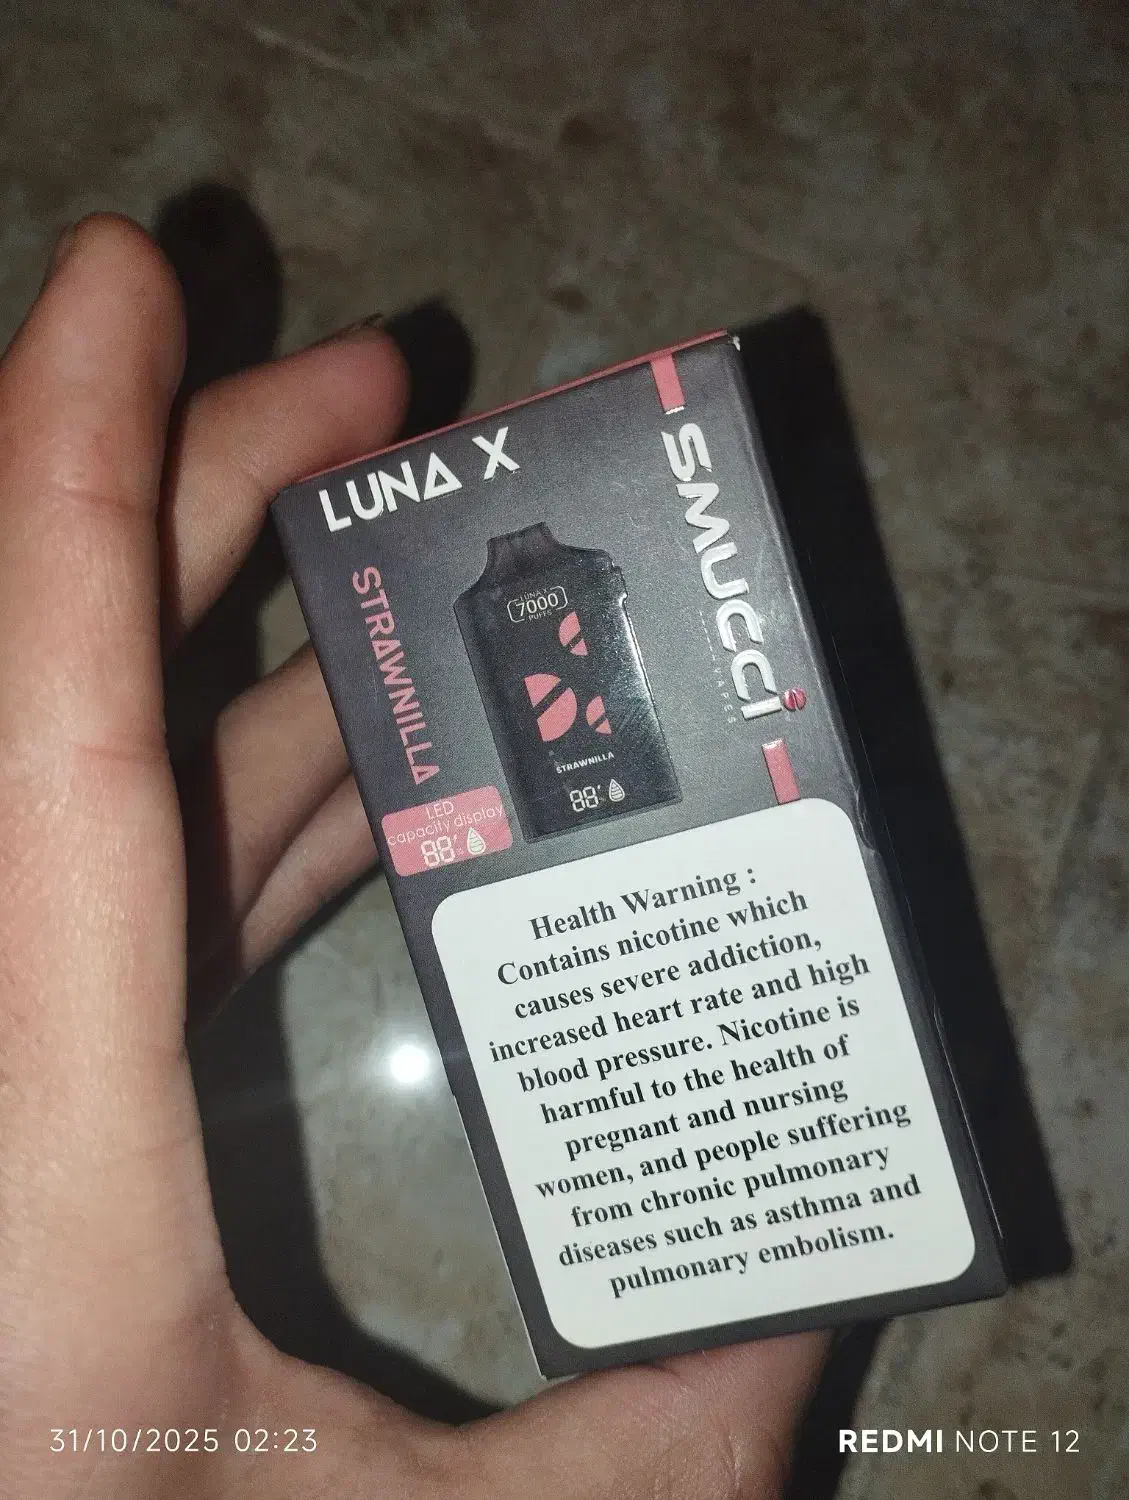 LUNA X
SMUCCI
VAPES
STRAWNILLA
LUNA X
7000
PUFFS
STRAWNILLA
88'
LED
capacity display
88'
Health Warning :
Contains nicotine which
causes severe addiction,
increased heart rate and high
blood pressure. Nicotine is
harmful to the health of
pregnant and nursing
women, and people suffering
from chronic pulmonary
diseases such as asthma and
pulmonary embolism.
31/10/2025 02:23
REDMI NOTE 12